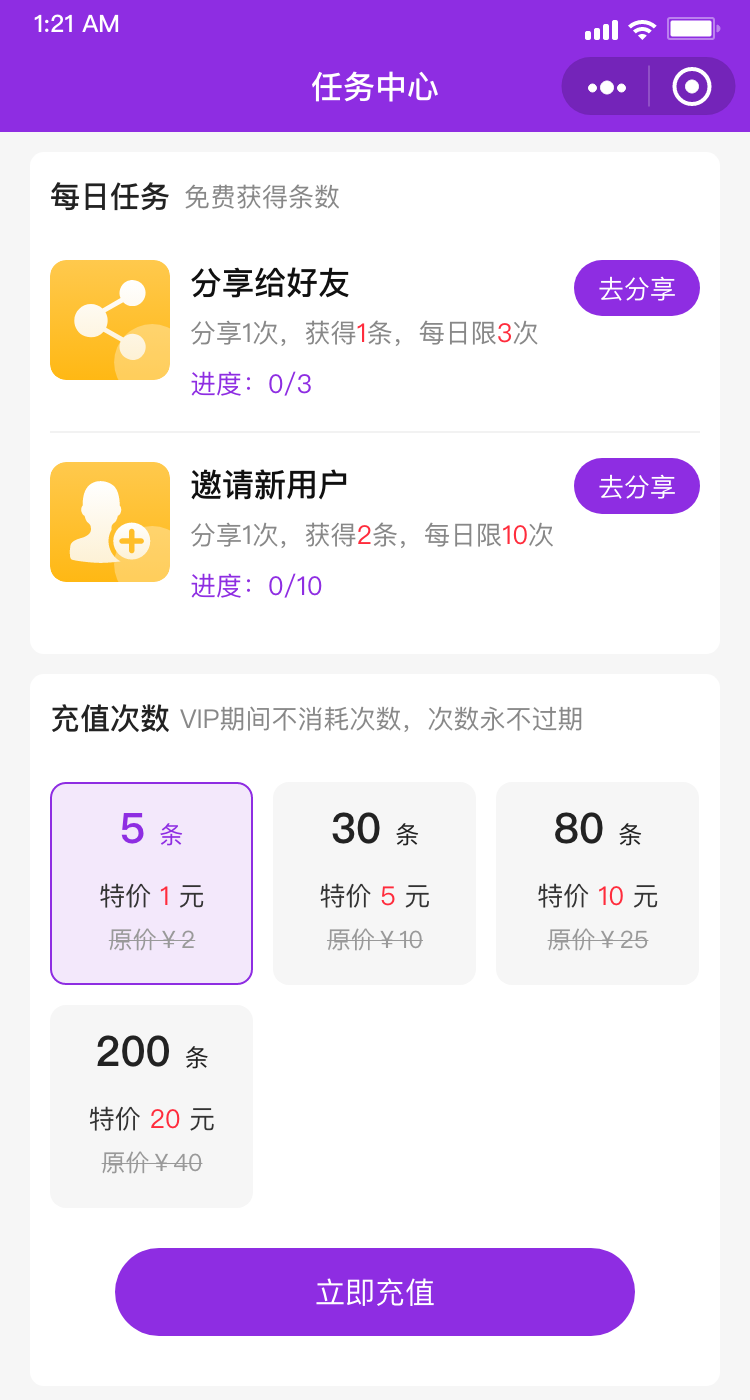 1:21 AM
任务中心
每日任务 免费获得条数
分享给好友
去分享
分享1次，获得1条，每日限3次
进度：0/3
邀请新用户
去分享
分享1次，获得2条，每日限10次
进度：0/10
充值次数 VIP期间不消耗次数，次数永不过期
5 条
特价 1 元
原价￥2
30 条
特价 5 元
原价￥10
80 条
特价 10 元
原价￥25
200 条
特价 20 元
原价￥40
立即充值